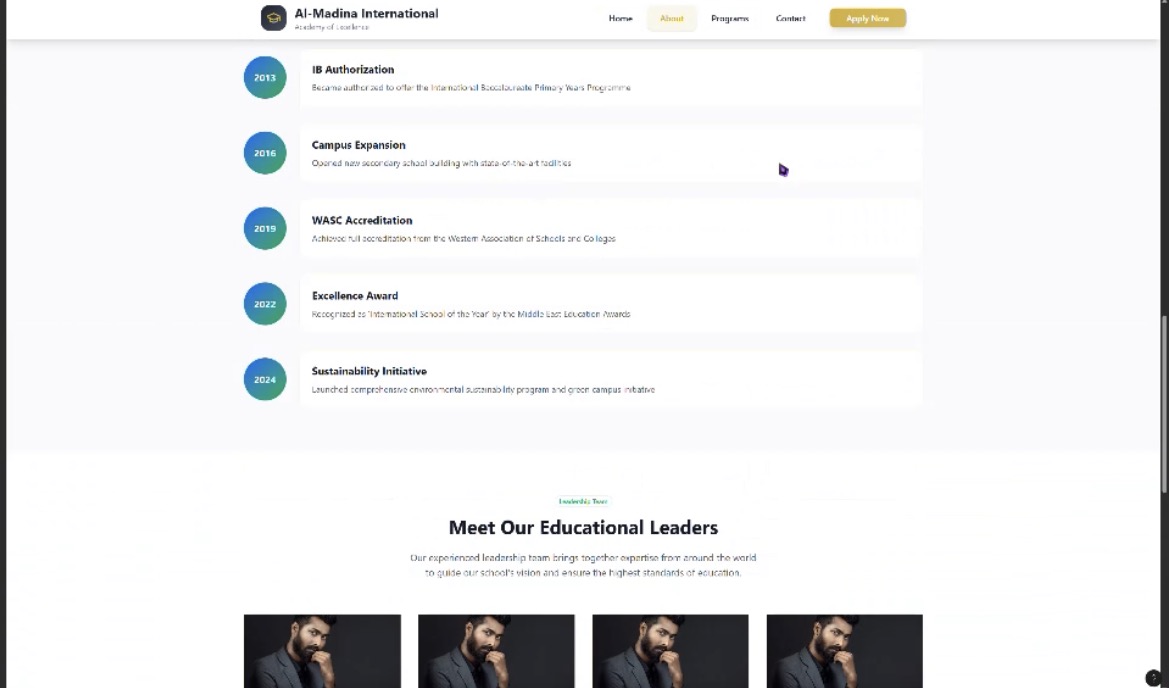 Al-Madina International
Academy of Excellence
Home
About
Programs
Contact
Apply Now
2013
IB Authorization
Became authorized to offer the International Baccalaureate Primary Years Programme
2016
Campus Expansion
Opened new secondary school building with state-of-the-art facilities
2019
WASC Accreditation
Achieved full accreditation from the Western Association of Schools and Colleges
2022
Excellence Award
Recognized as 'International School of the Year' by the Middle East Education Awards
2024
Sustainability Initiative
Launched comprehensive environmental sustainability program and green campus initiative
Leadership Team
Meet Our Educational Leaders
Our experienced leadership team brings together expertise from around the world
to guide our school's vision and ensure the highest standards of education.